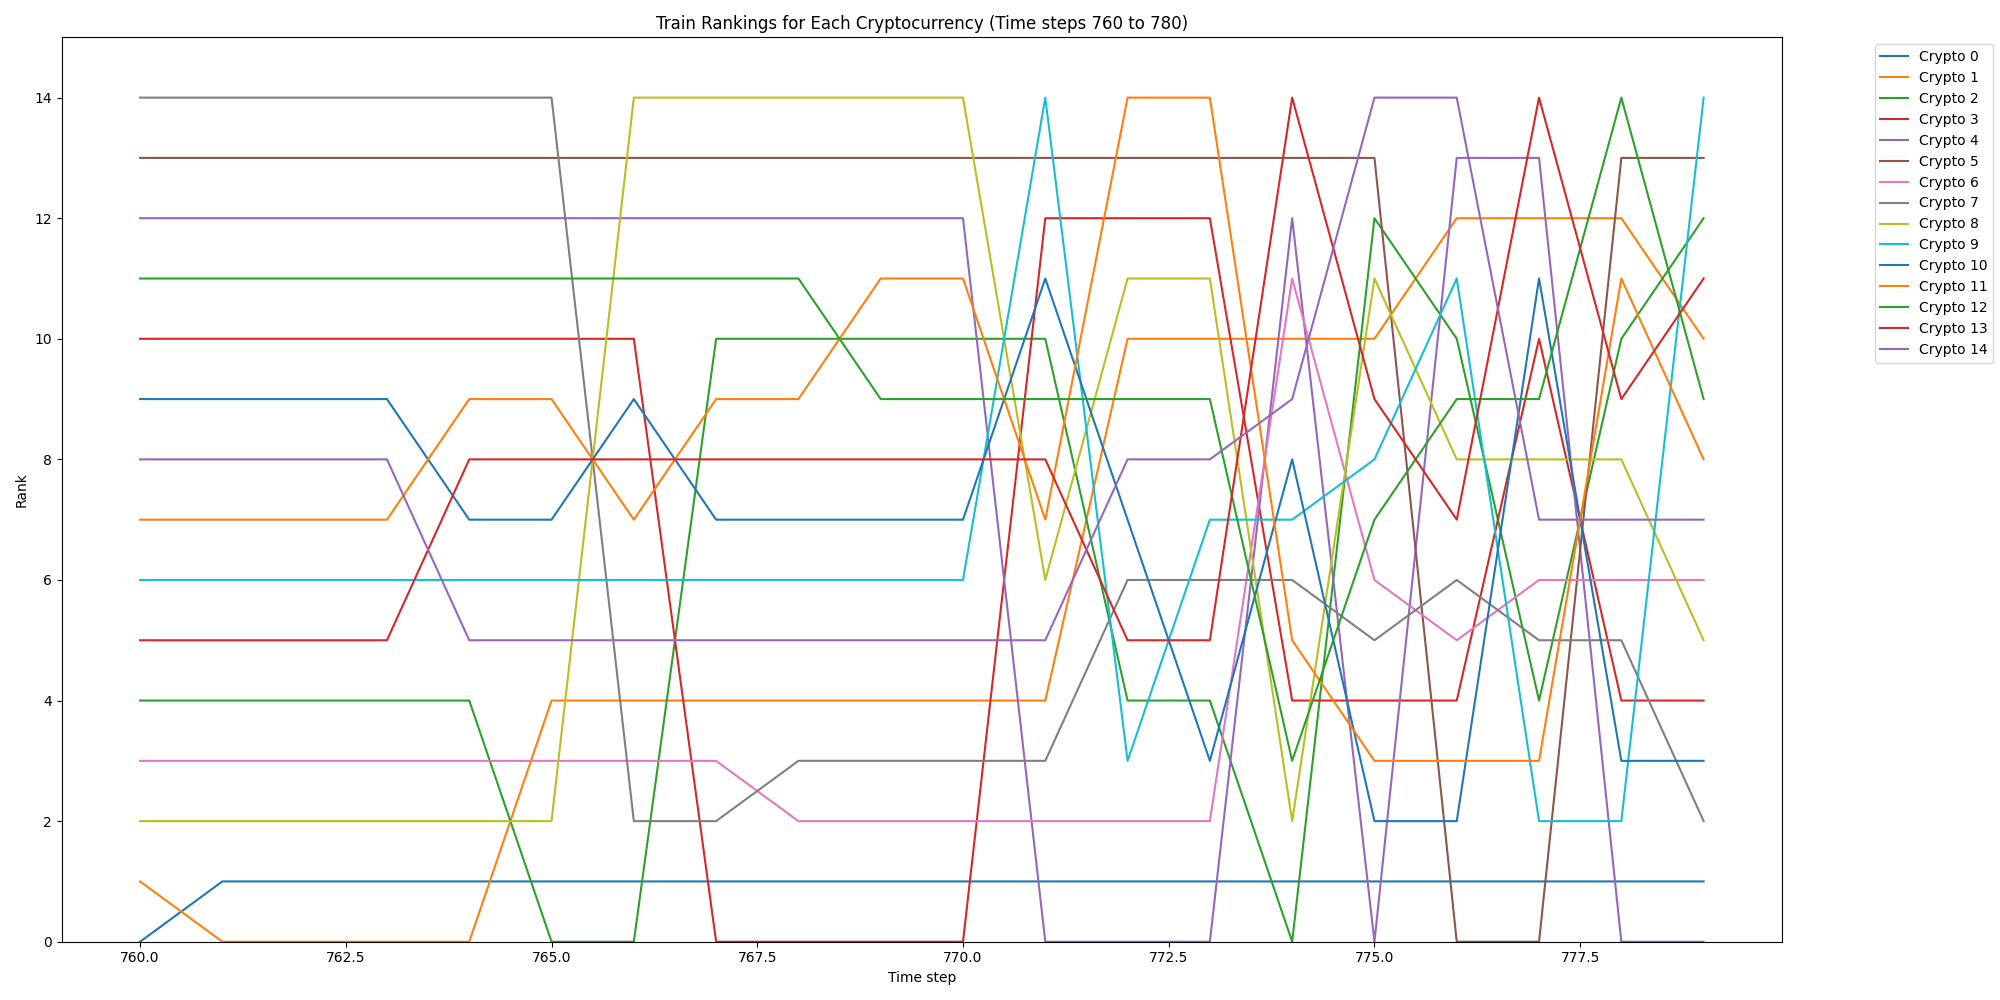 Train Rankings for Each Cryptocurrency (Time steps 760 to 780)
Rank
14
12
10
8
6
4
2
0
760.0
762.5
765.0
767.5
770.0
772.5
775.0
777.5
Time step
Crypto 0
Crypto 1
Crypto 2
Crypto 3
Crypto 4
Crypto 5
Crypto 6
Crypto 7
Crypto 8
Crypto 9
Crypto 10
Crypto 11
Crypto 12
Crypto 13
Crypto 14